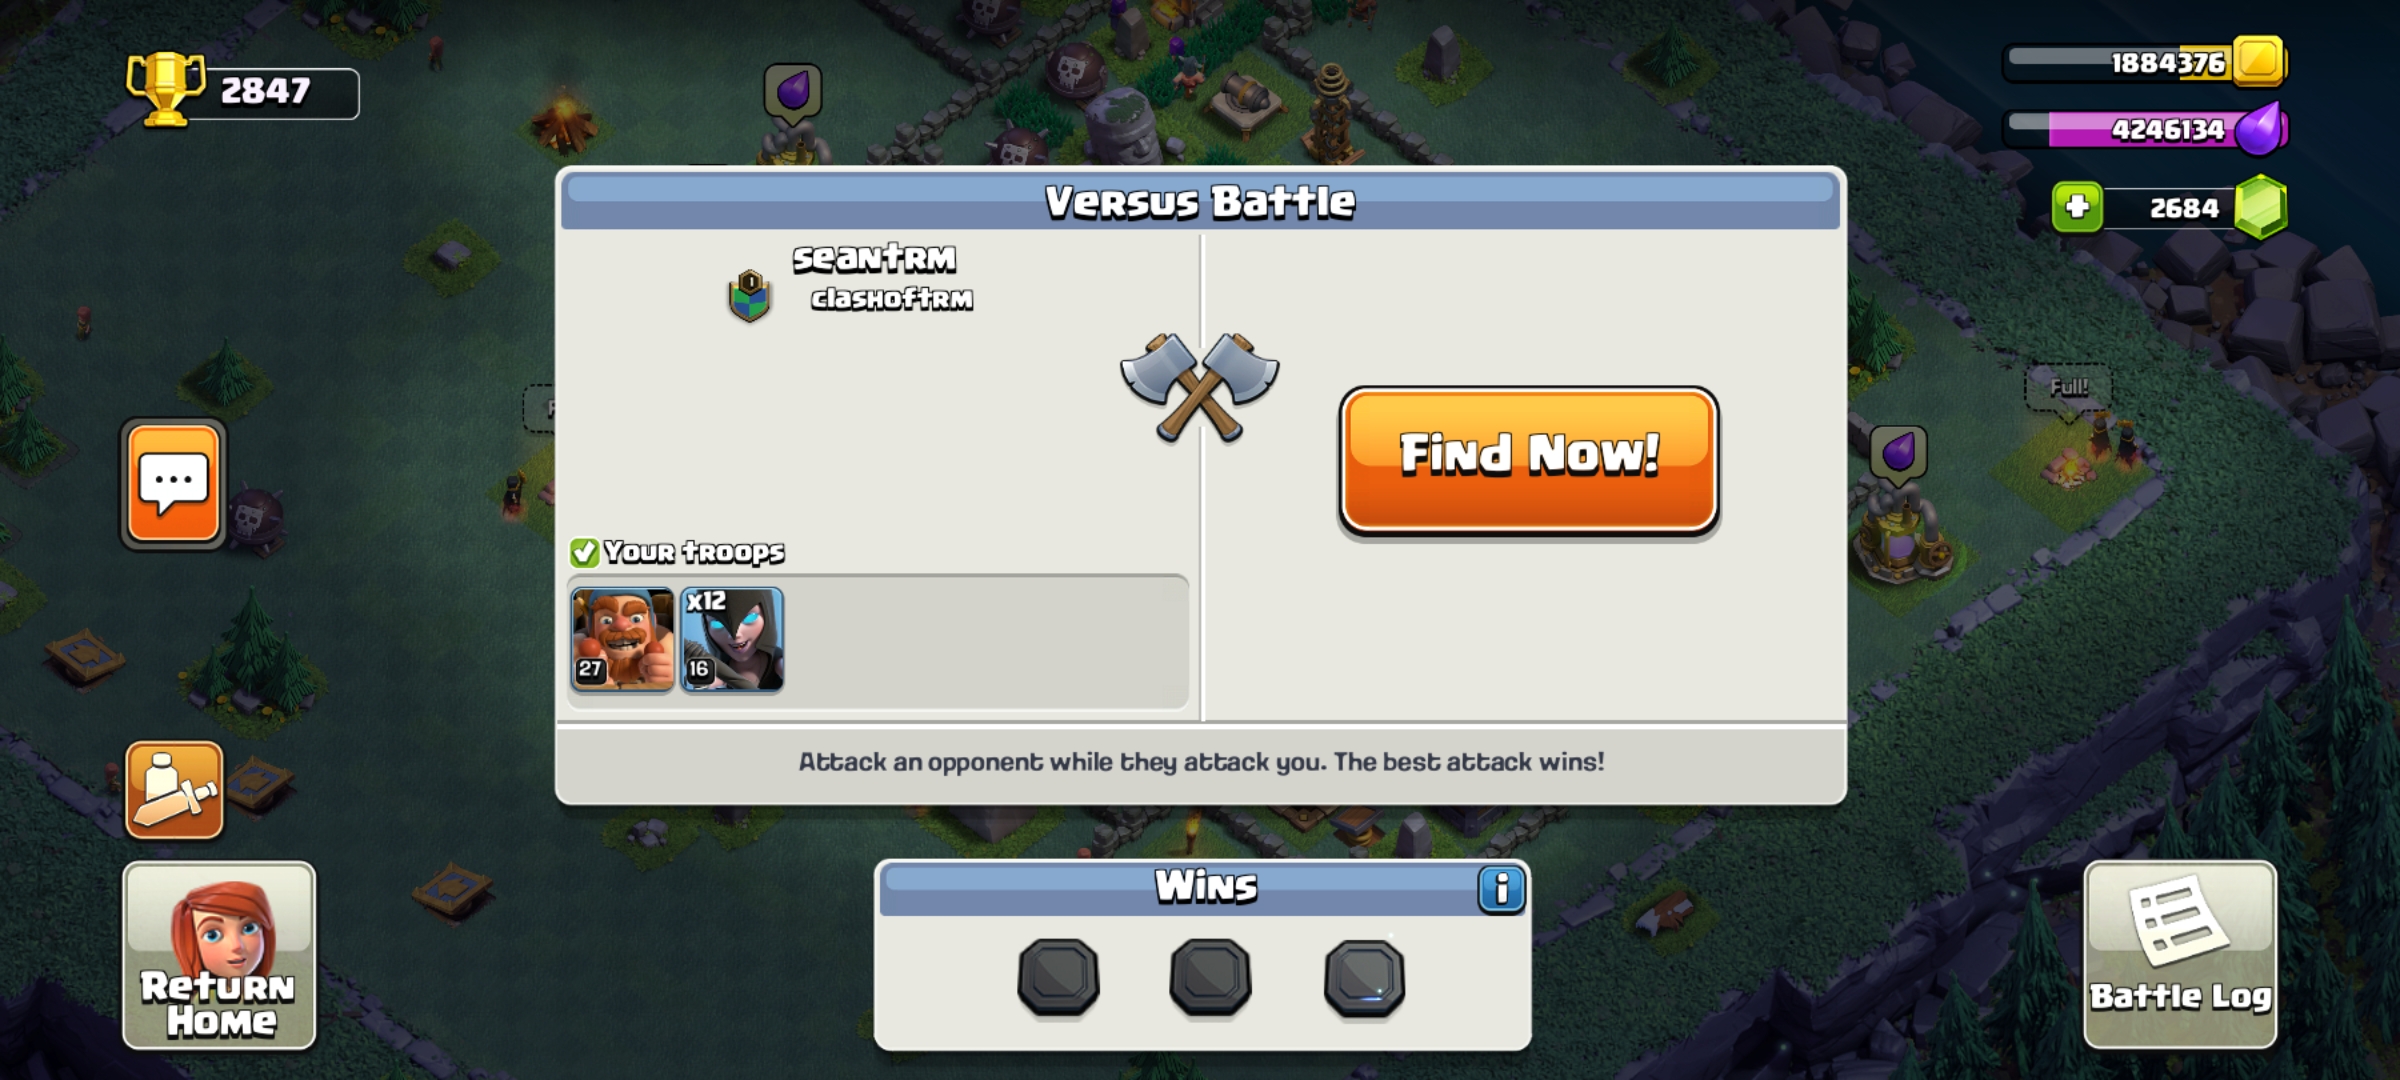 2847
1884376
4246134
2684
Versus Battle
seantrm
1
clashoftrm
Find Now!
Full!
Your troops
x12
27
16
Attack an opponent while they attack you. The best attack wins!
Wins
i
Return
Home
Battle Log